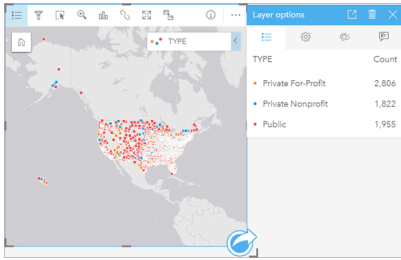 TYPE
Layer options
TYPE Count
Private For-Profit 2,806
Private Nonprofit 1,822
Public 1,955